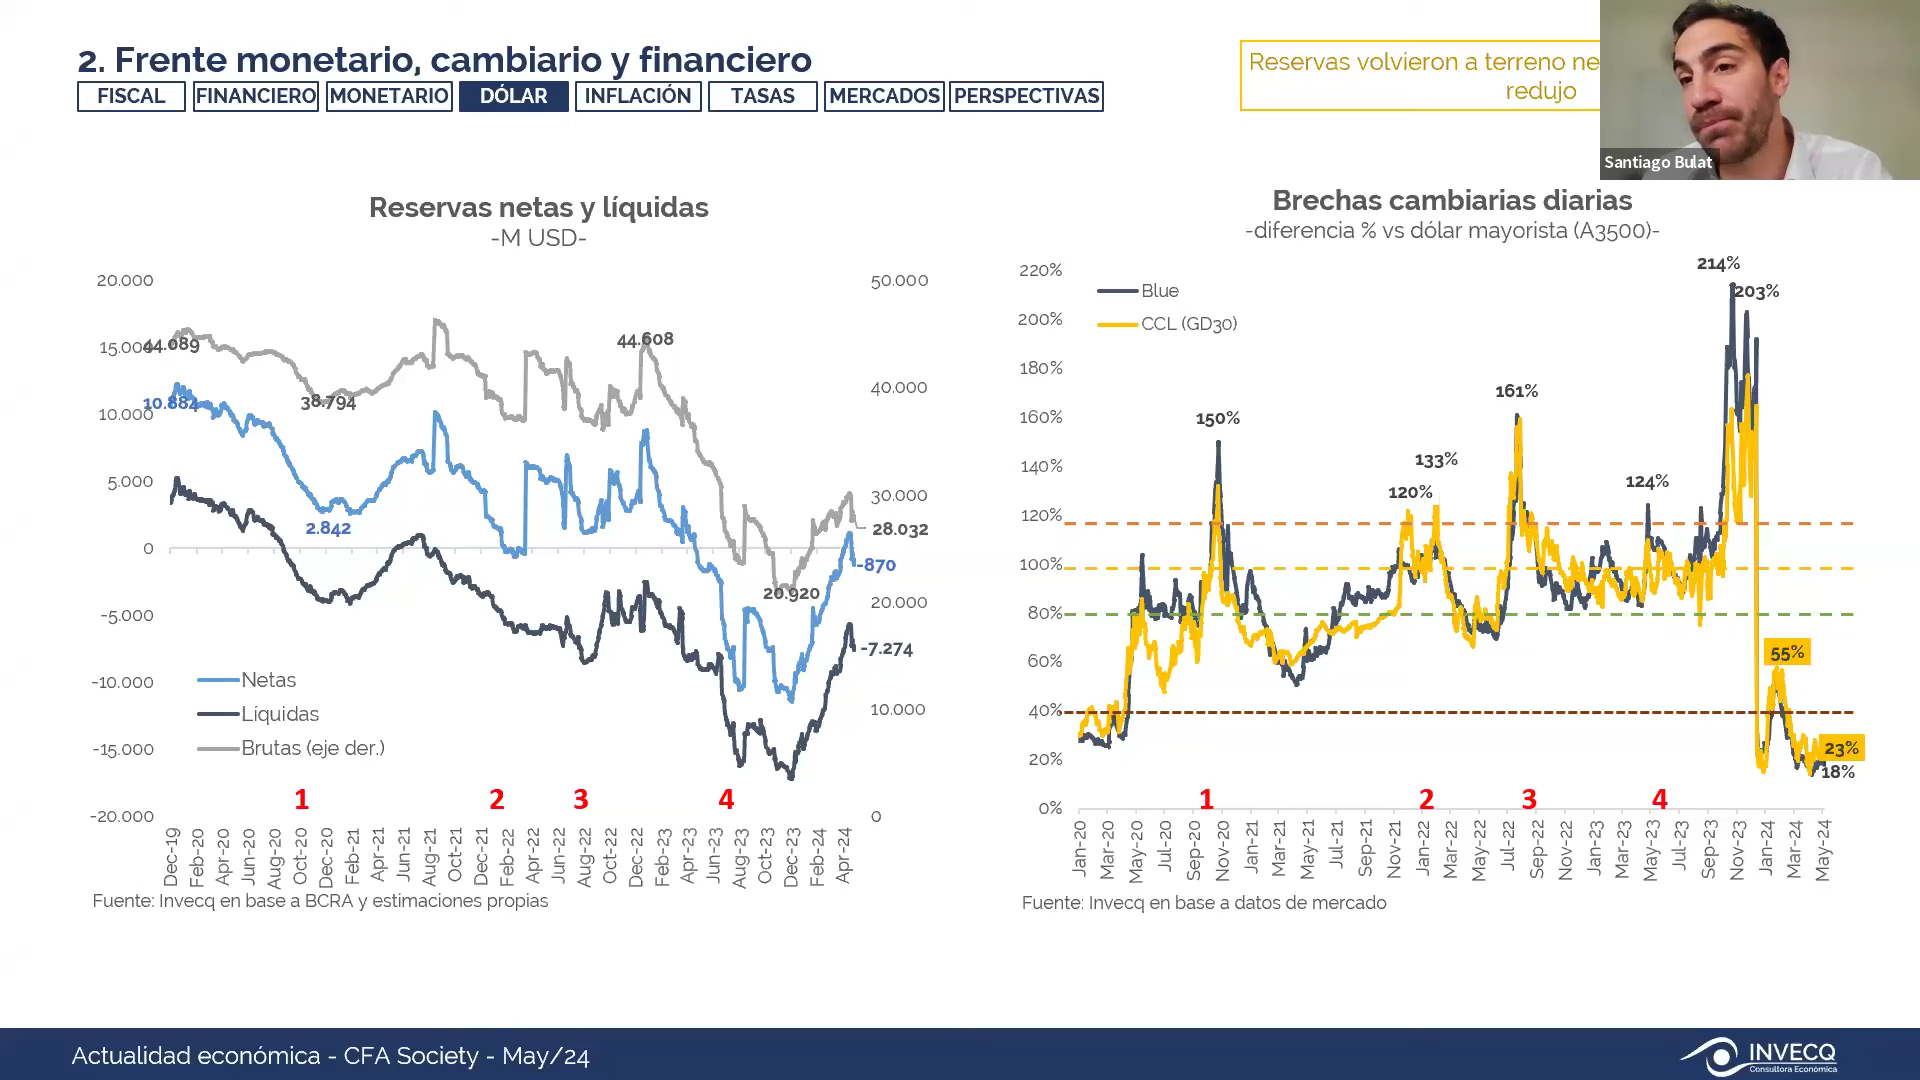 2. Frente monetario, cambiario y financiero
FISCAL FINANCIERO MONETARIO DÓLAR INFLACIÓN TASAS MERCADOS PERSPECTIVAS
Reservas volvieron a terreno
redujo
Santiago Bulat
Reservas netas y líquidas
-M USD-
20.000
15.000
10.000
5.000
0
-5.000
-10.000
-15.000
-20.000
50.000
40.000
30.000
20.000
10.000
0
44.089
10.884
38.794
2.842
44.608
20.920
28.032
-870
-7.274
Netas
Líquidas
Brutas (eje der.)
1 2 3 4
Dec-19 Feb-20 Apr-20 Jun-20 Aug-20 Oct-20 Dec-20 Feb-21 Apr-21 Jun-21 Aug-21 Oct-21 Dec-21 Feb-22 Apr-22 Jun-22 Aug-22 Oct-22 Dec-22 Feb-23 Apr-23 Jun-23 Aug-23 Oct-23 Dec-23 Feb-24 Apr-24
Fuente: Invecq en base a BCRA y estimaciones propias
Brechas cambiarias diarias
-diferencia % vs dólar mayorista (A3500)-
220%
200%
180%
160%
140%
120%
100%
80%
60%
40%
20%
0%
Blue
CCL (GD30)
150%
120%
133%
161%
124%
214%
203%
55%
23%
18%
1 2 3 4
Jan-20 Mar-20 May-20 Jul-20 Sep-20 Nov-20 Jan-21 Mar-21 May-21 Jul-21 Sep-21 Nov-21 Jan-22 Mar-22 May-22 Jul-22 Sep-22 Nov-22 Jan-23 Mar-23 May-23 Jul-23 Sep-23 Nov-23 Jan-24 Mar-24 May-24
Fuente: Invecq en base a datos de mercado
Actualidad económica - CFA Society - May/24
INVECQ
Consultora Económica